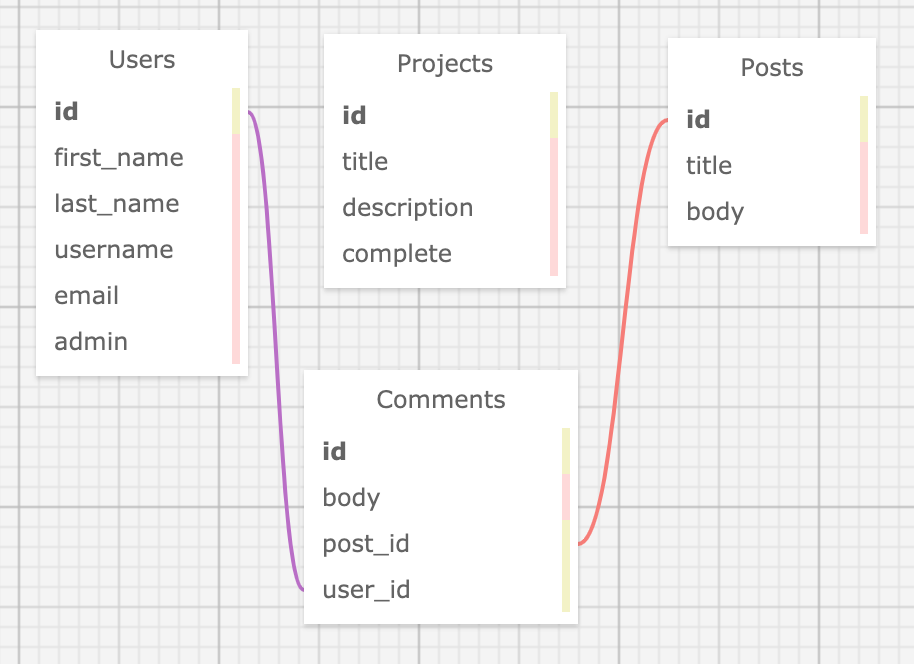 Users
id
first_name
last_name
username
email
admin
Projects
id
title
description
complete
Posts
id
title
body
Comments
id
body
post_id
user_id